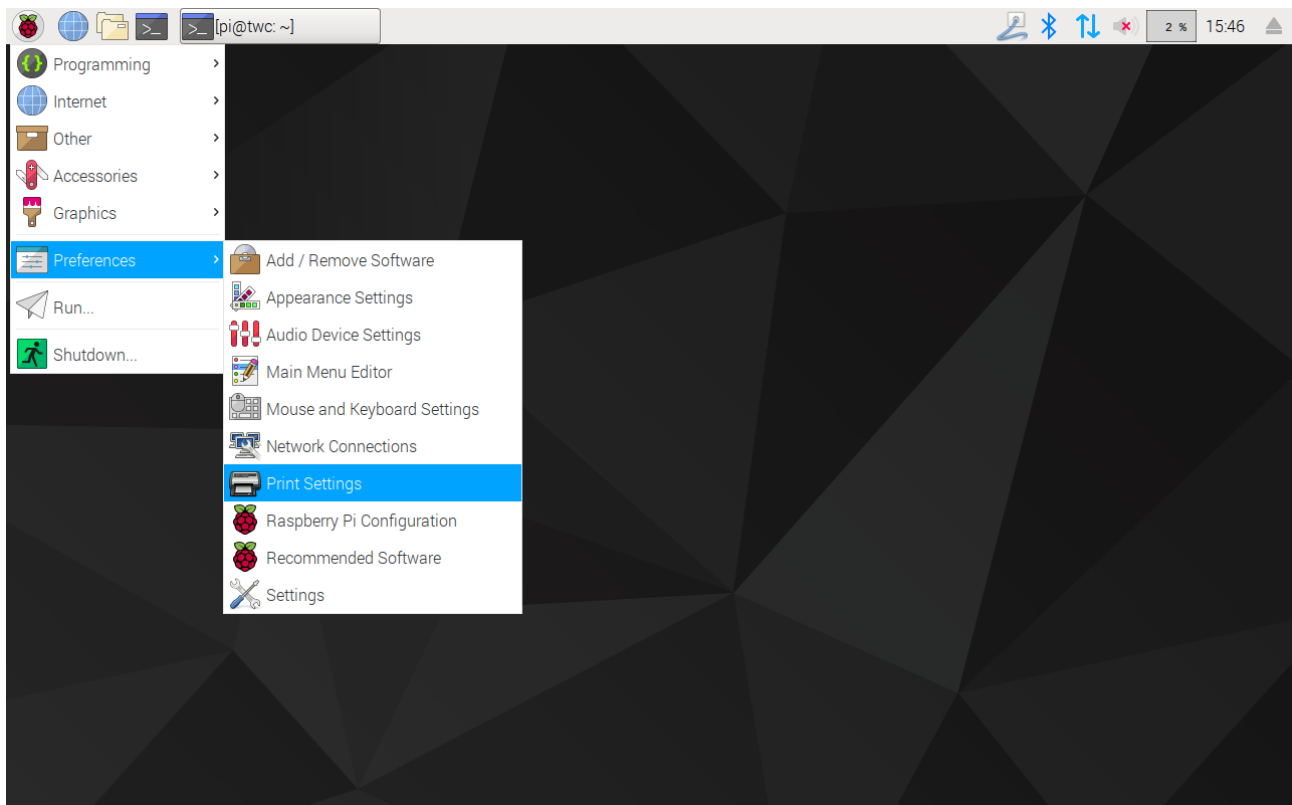 [pi@twc: ~]
2 %
15:46
Programming
Internet
Other
Accessories
Graphics
Preferences
Run...
Shutdown...
Add / Remove Software
Appearance Settings
Audio Device Settings
Main Menu Editor
Mouse and Keyboard Settings
Network Connections
Print Settings
Raspberry Pi Configuration
Recommended Software
Settings